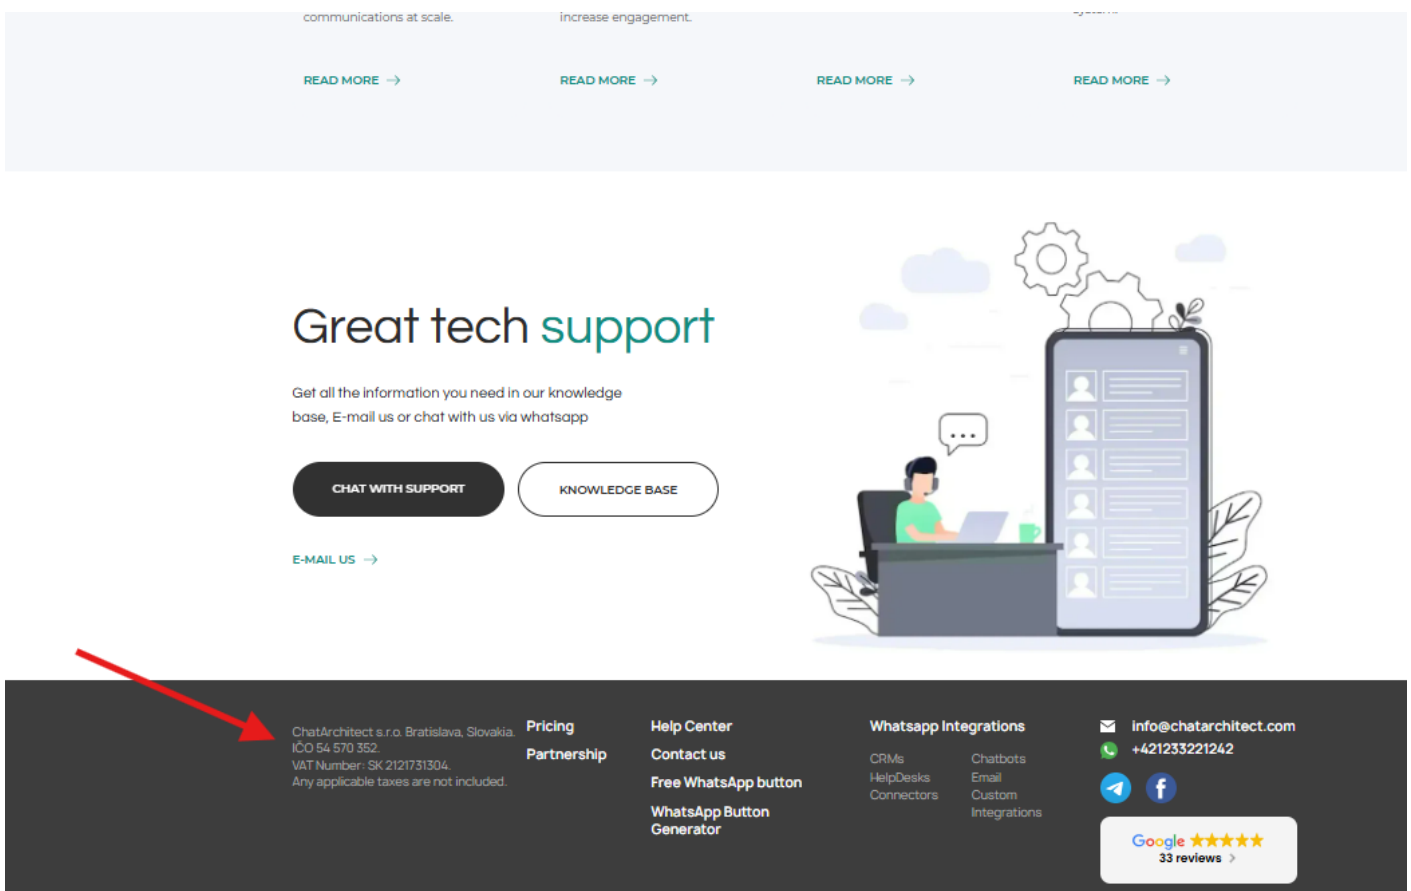 communications at scale.
increase engagement.
READ MORE →
READ MORE →
READ MORE →
READ MORE →
Great tech support
Get all the information you need in our knowledge
base, E-mail us or chat with us via whatsapp
CHAT WITH SUPPORT
KNOWLEDGE BASE
E-MAIL US →
ChatArchitect s.r.o. Bratislava, Slovakia.
IČO 54 570 352.
VAT Number: SK 2121731304.
Any applicable taxes are not included.
Pricing
Partnership
Help Center
Contact us
Free WhatsApp button
WhatsApp Button
Generator
Whatsapp Integrations
CRMs
HelpDesks
Connectors
Chatbots
Email
Custom
Integrations
info@chatarchitect.com
+421233221242
Google
33 reviews >